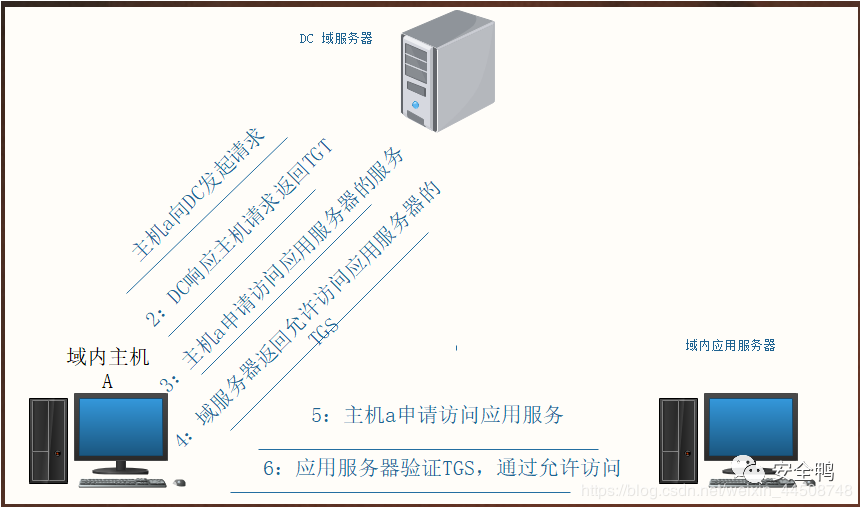 DC 域服务器
主机a向DC发起请求
2：DC响应主机请求返回TGT
3：主机a申请访问应用服务器的服务
4：域服务器返回允许访问应用服务器的
TGS
域内主机
A
域内应用服务器
5：主机a申请访问应用服务
6：应用服务器验证TGS，通过允许访问
安全鸭
https://blog.csdn.net/weixin_44508748